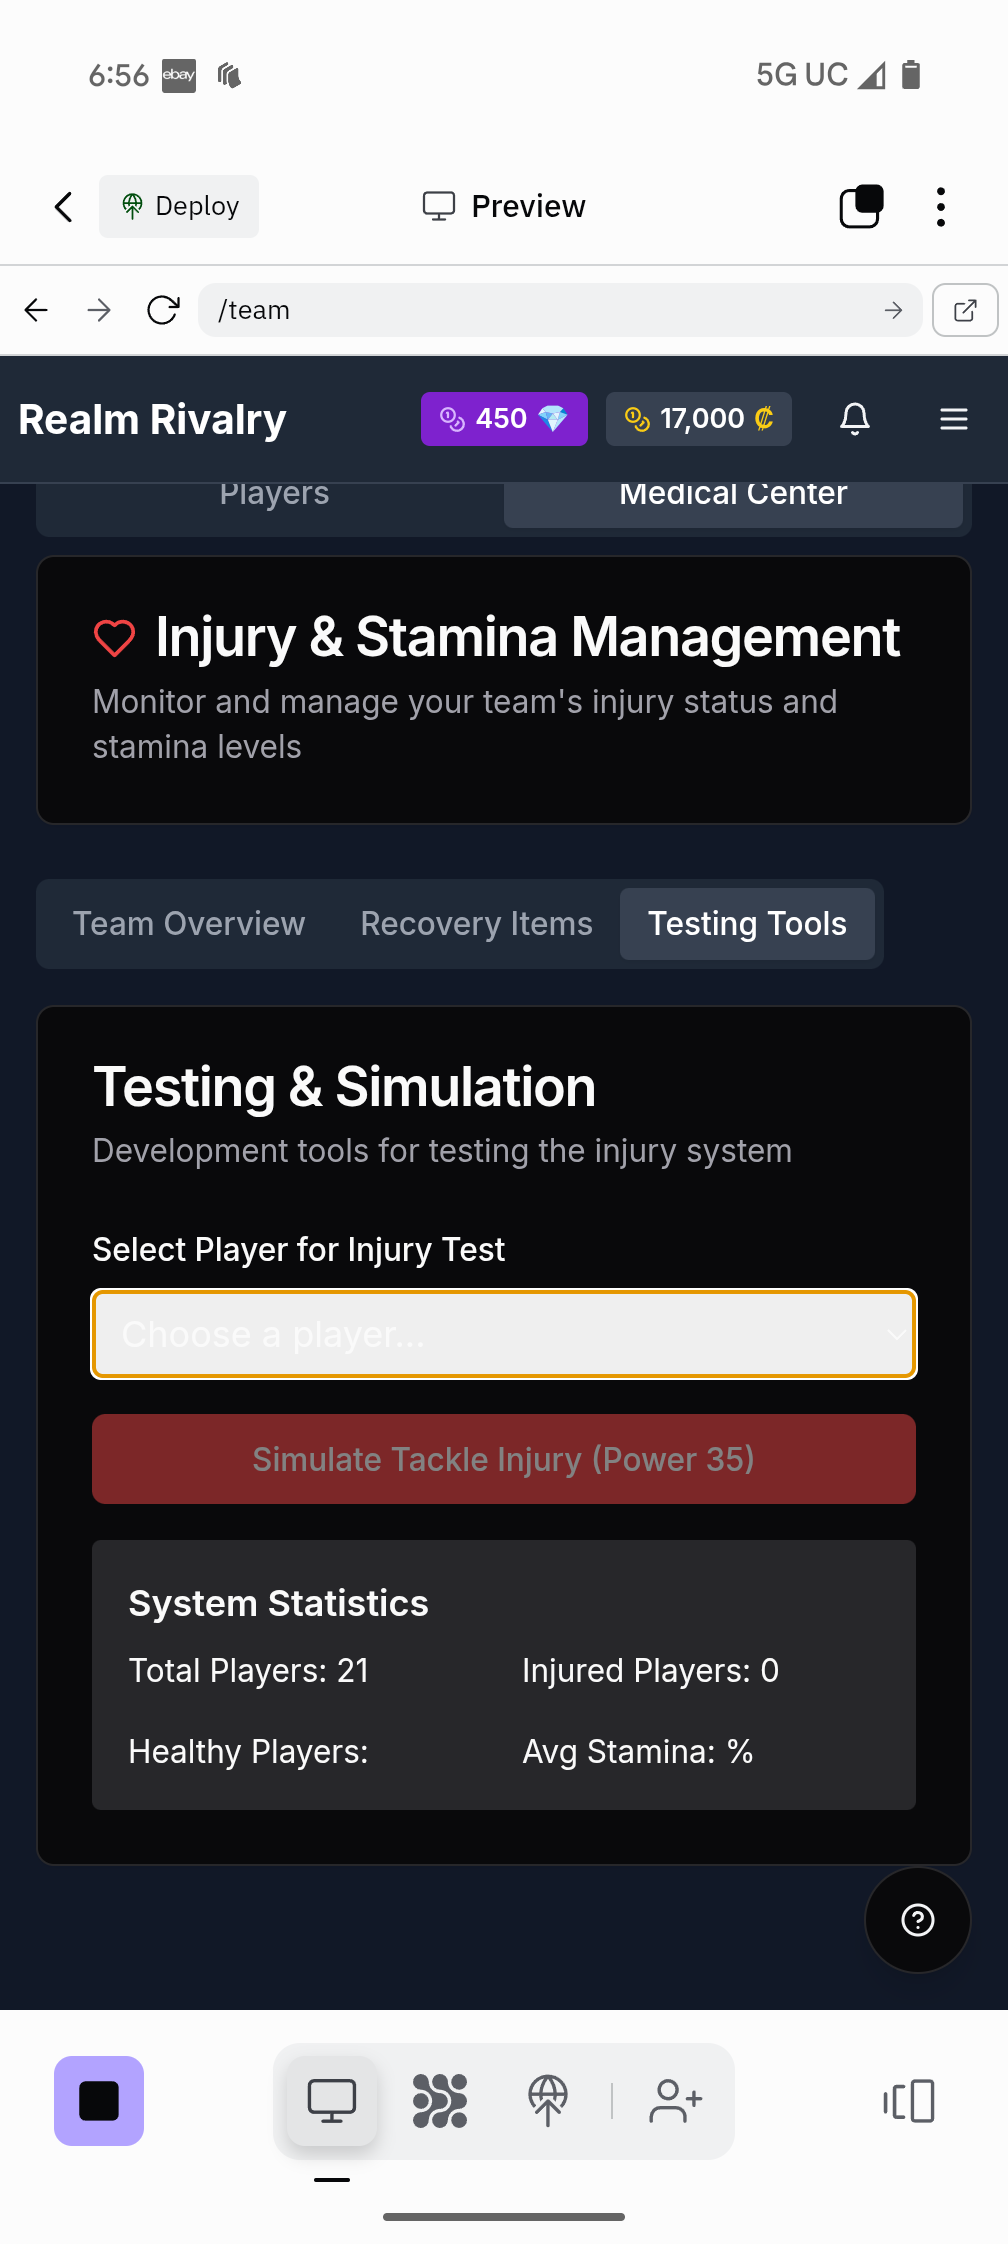 6:56 ebay 5G UC
Deploy Preview
/team
Realm Rivalry 450 17,000 ₡
Players Medical Center
Injury & Stamina Management
Monitor and manage your team's injury status and
stamina levels
Team Overview Recovery Items Testing Tools
Testing & Simulation
Development tools for testing the injury system
Select Player for Injury Test
Choose a player...
Simulate Tackle Injury (Power 35)
System Statistics
Total Players: 21 Injured Players: 0
Healthy Players: Avg Stamina: %